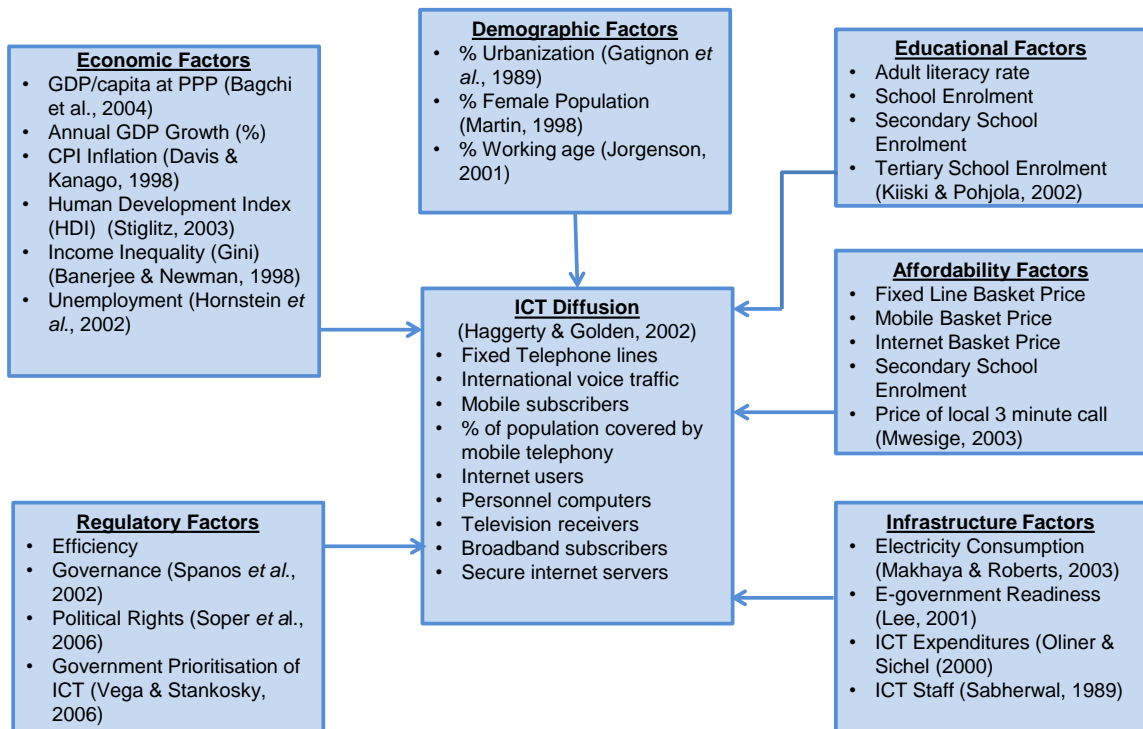 Economic Factors
• GDP/capita at PPP (Bagchi
et al., 2004)
• Annual GDP Growth (%)
• CPI Inflation (Davis &
Kanago, 1998)
• Human Development Index
(HDI)  (Stiglitz, 2003)
• Income Inequality (Gini)
(Banerjee & Newman, 1998)
• Unemployment (Hornstein et
al., 2002)
Demographic Factors
• % Urbanization (Gatignon et
al., 1989)
• % Female Population
(Martin, 1998)
• % Working age (Jorgenson,
2001)
Educational Factors
• Adult literacy rate
• School Enrolment
• Secondary School
Enrolment
• Tertiary School Enrolment
(Kiiski & Pohjola, 2002)
ICT Diffusion
(Haggerty & Golden, 2002)
• Fixed Telephone lines
• International voice traffic
• Mobile subscribers
• % of population covered by
mobile telephony
• Internet users
• Personnel computers
• Television receivers
• Broadband subscribers
• Secure internet servers
Affordability Factors
• Fixed Line Basket Price
• Mobile Basket Price
• Internet Basket Price
• Secondary School
Enrolment
• Price of local 3 minute call
(Mwesige, 2003)
Regulatory Factors
• Efficiency
• Governance (Spanos et al.,
2002)
• Political Rights (Soper et al.,
2006)
• Government Prioritisation of
ICT (Vega & Stankosky,
2006)
Infrastructure Factors
• Electricity Consumption
(Makhaya & Roberts, 2003)
• E-government Readiness
(Lee, 2001)
• ICT Expenditures (Oliner &
Sichel (2000)
• ICT Staff (Sabherwal, 1989)